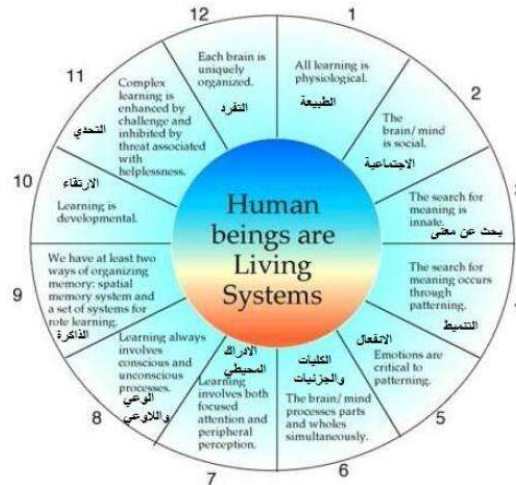 12
1
11
2
10
3
9
4
8
5
7
6
Human
beings are
Living
Systems
All learning is
physiological.
الطبيعة
The
brain/ mind
is social.
الاجتماعية
The search for
meaning is
innate.
يبحث عن معنى
The search for
meaning occurs
through
patterning.
التنميط
الانفعال
Emotions are
critical to
patterning.
الكليات
والجزئيات
The brain/ mind
processes parts
and wholes
simultaneously.
الادراك
المحيطي
Learning
involves both
focused
attention and
peripheral
perception.
Learning always
involves
conscious and
unconscious
processes.
الوعي
واللاوعي
We have at least two
ways of organizing
memory: spatial
memory system and
a set of systems for
rote learning.
الذاكرة
الارتقاء
Learning is
developmental.
Complex
learning is
enhanced by
challenge and
inhibited by
threat associated
with
helplessness.
التحدي
Each brain is
uniquely
organized.
التفرد